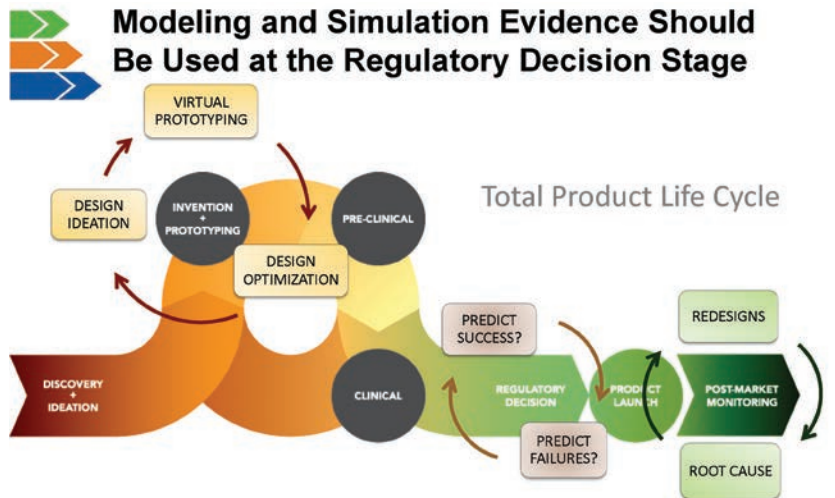 Modeling and Simulation Evidence Should
Be Used at the Regulatory Decision Stage
VIRTUAL
PROTOTYPING
Total Product Life Cycle
DESIGN
IDEATION
INVENTION
+
PROTOTYPING
PRE-CLINICAL
DESIGN
OPTIMIZATION
PREDICT
SUCCESS?
REDESIGNS
DISCOVERY
+
IDEATION
CLINICAL
REGULATORY
DECISION
PRODUCT
LAUNCH
POST-MARKET
MONITORING
PREDICT
FAILURES?
ROOT CAUSE